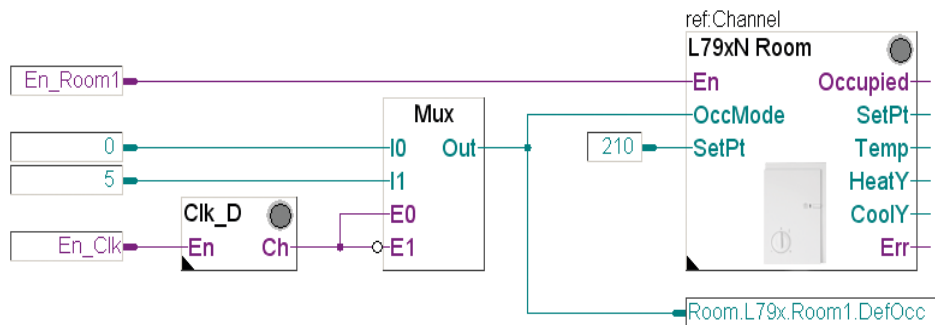 ref:Channel
L79xN Room
En_Room1
En
Occupied
Mux
OccMode
SetPt
0
I0
Out
210
SetPt
Temp
5
I1
HeatY
Clk_D
E0
CoolY
En_Clk
En
Ch
E1
Err
Room.L79x.Room1.DefOcc